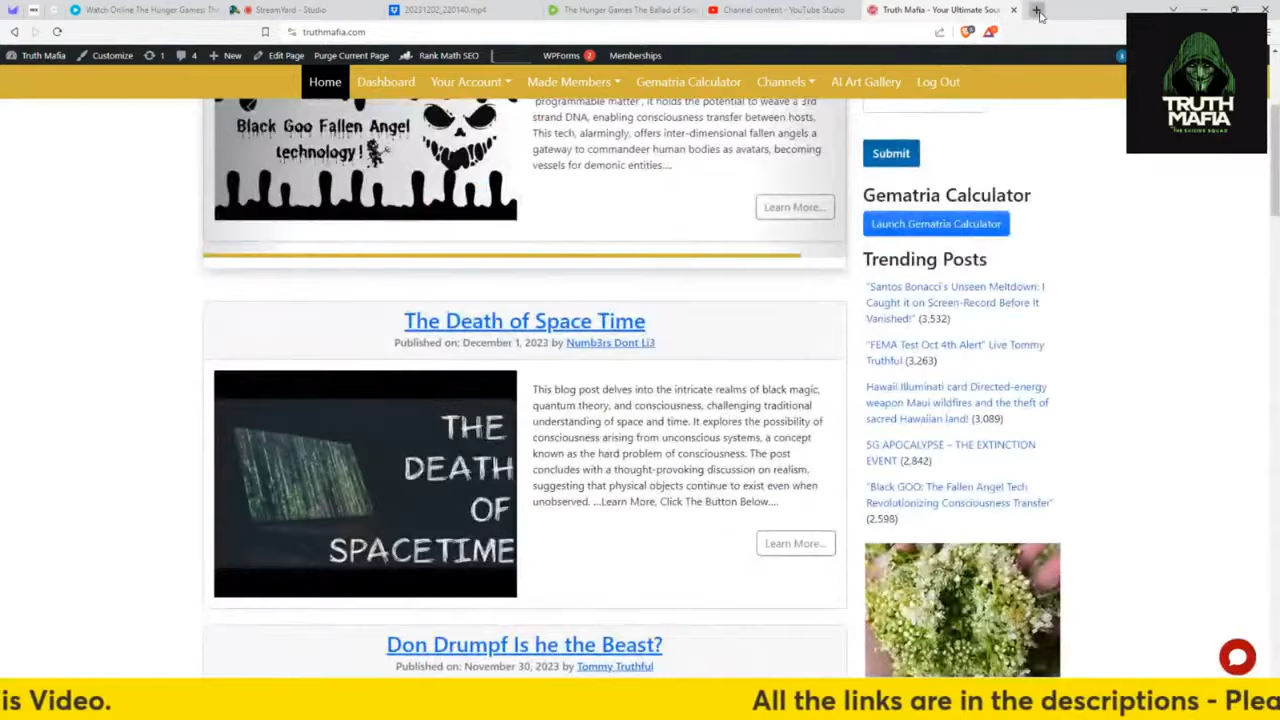 Watch Online The Hunger Games: Th
StreamYard - Studio
20231202_220140.mp4
The Hunger Games The Ballad of Son
Channel content - YouTube Studio
Truth Mafia - Your Ultimate Sou
truthmafia.com
Truth Mafia
Customize
1
4
New
Edit Page
Purge Current Page
Rank Math SEO
WPForms 2
Memberships
3
Home
Dashboard
Your Account
Made Members
Gematria Calculator
Channels
AI Art Gallery
Log Out
TRUTH
MAFIA
THE SUICIDE SQUAD
Black Goo Fallen Angel
technology!
programmable matter", it holds the potential to weave a 3rd
strand DNA, enabling consciousness transfer between hosts.
This tech, alarmingly, offers inter-dimensional fallen angels a
gateway to commandeer human bodies as avatars, becoming
vessels for demonic entities....
Learn More...
Submit
Gematria Calculator
Launch Gematria Calculator
Trending Posts
"Santos Bonacci's Unseen Meltdown: I
Caught it on Screen-Record Before It
Vanished!" (3,532)
"FEMA Test Oct 4th Alert" Live Tommy
Truthful (3,263)
Hawaii Illuminati card Directed-energy
weapon Maui wildfires and the theft of
sacred Hawaiian land! (3,089)
5G APOCALYPSE – THE EXTINCTION
EVENT (2,842)
"Black GOO: The Fallen Angel Tech
Revolutionizing Consciousness Transfer"
(2,598)
The Death of Space Time
Published on: December 1, 2023 by Numb3rs Dont Li3
THE
DEATH
OF
SPACETIME
This blog post delves into the intricate realms of black magic,
quantum theory, and consciousness, challenging traditional
understanding of space and time. It explores the possibility of
consciousness arising from unconscious systems, a concept
known as the hard problem of consciousness. The post
concludes with a thought-provoking discussion on realism,
suggesting that physical objects continue to exist even when
unobserved. ...Learn More, Click The Button Below....
Learn More...
Don Drumpf Is he the Beast?
Published on: November 30, 2023 by Tommy Truthful
is Video.
All the links are in the descriptions - Plea